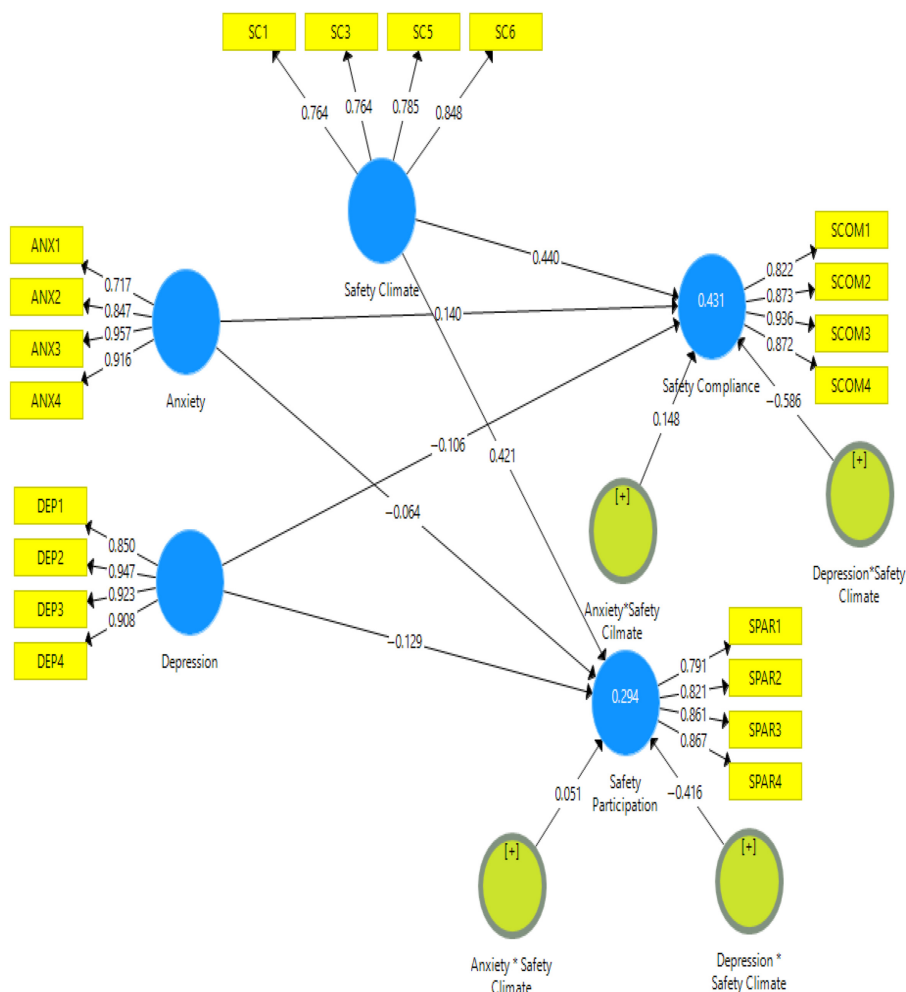 SC1
SC3
SC5
SC6
0.764
0.764
0.785
0.848
Safety Climate
ANX1
ANX2
ANX3
ANX4
0.717
0.847
0.957
0.916
Anxiety
DEP1
DEP2
DEP3
DEP4
0.850
0.947
0.923
0.908
Depression
0.440
0.140
−0.106
0.421
−0.064
−0.129
0.431
Safety Compliance
SCOM1
SCOM2
SCOM3
SCOM4
0.822
0.873
0.936
0.872
0.148
−0.586
[+]
Anxiety*Safety
Cilmate
[+]
Depression*Safety
Climate
0.294
Safety
Participation
SPAR1
SPAR2
SPAR3
SPAR4
0.791
0.821
0.861
0.867
0.051
−0.416
[+]
Anxiety * Safety
Climate
[+]
Depression *
Safety Climate